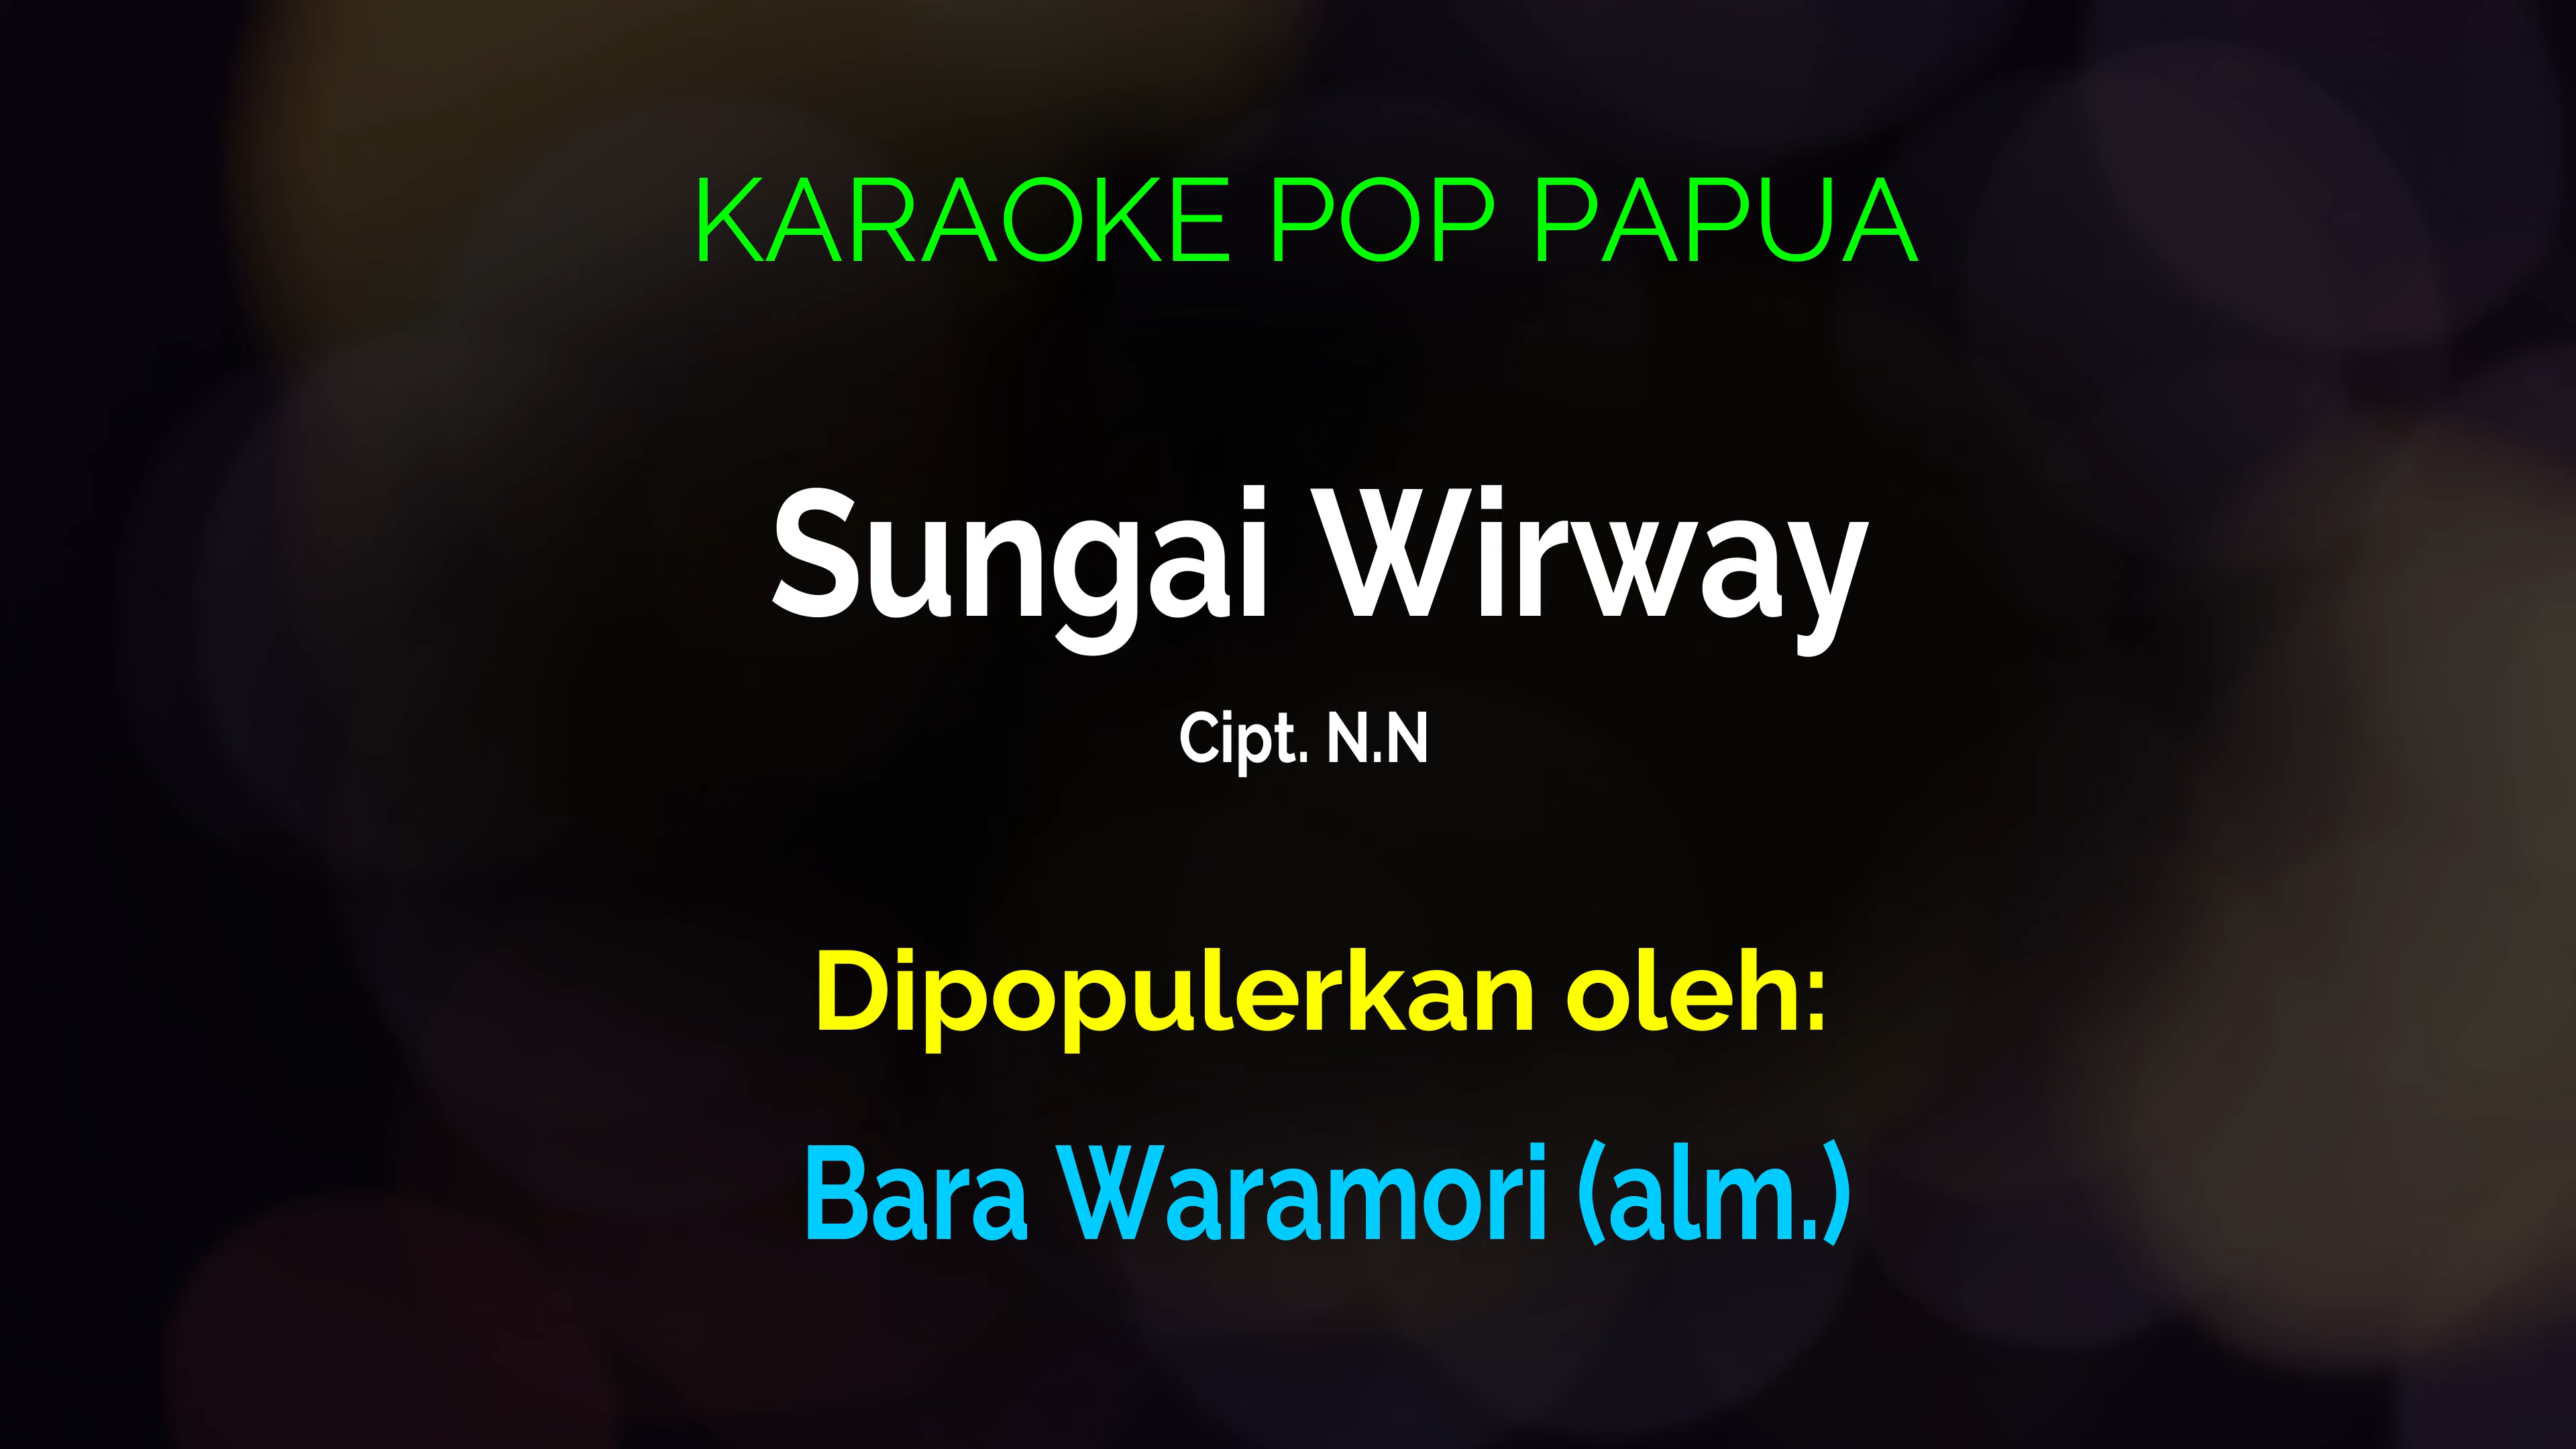 KARAOKE POP PAPUA
Sungai Wirway
Cipt. N.N
Dipopulerkan oleh:
Bara Waramori (alm.)